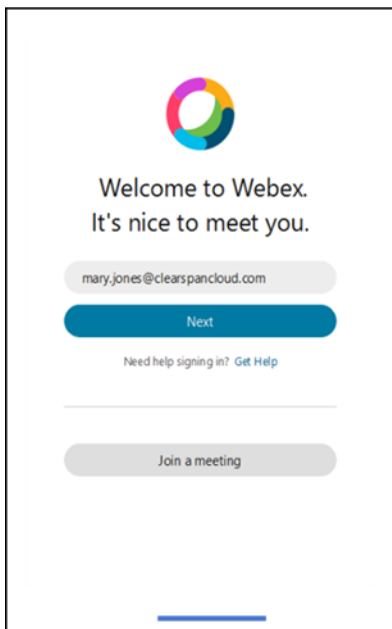 Welcome to Webex.
It's nice to meet you.
mary.jones@clearspancloud.com
Next
Need help signing in? Get Help
Join a meeting